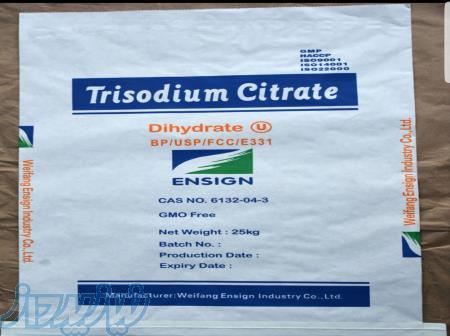 GMP
HACCP
ISO9001
ISO14001
ISO22000
Trisodium Citrate
Dihydrate U
BP/USP/FCC/E331
ENSIGN
CAS NO. 6132-04-3
GMO Free
Net Weight : 25kg
Batch No. :
Production Date :
Expiry Date :
Manufacturer:Weifang Ensign Industry Co.,Ltd.
Weifang Ensign Industry Co.,Ltd.
Weifang Ensign Industry Co.,Ltd.